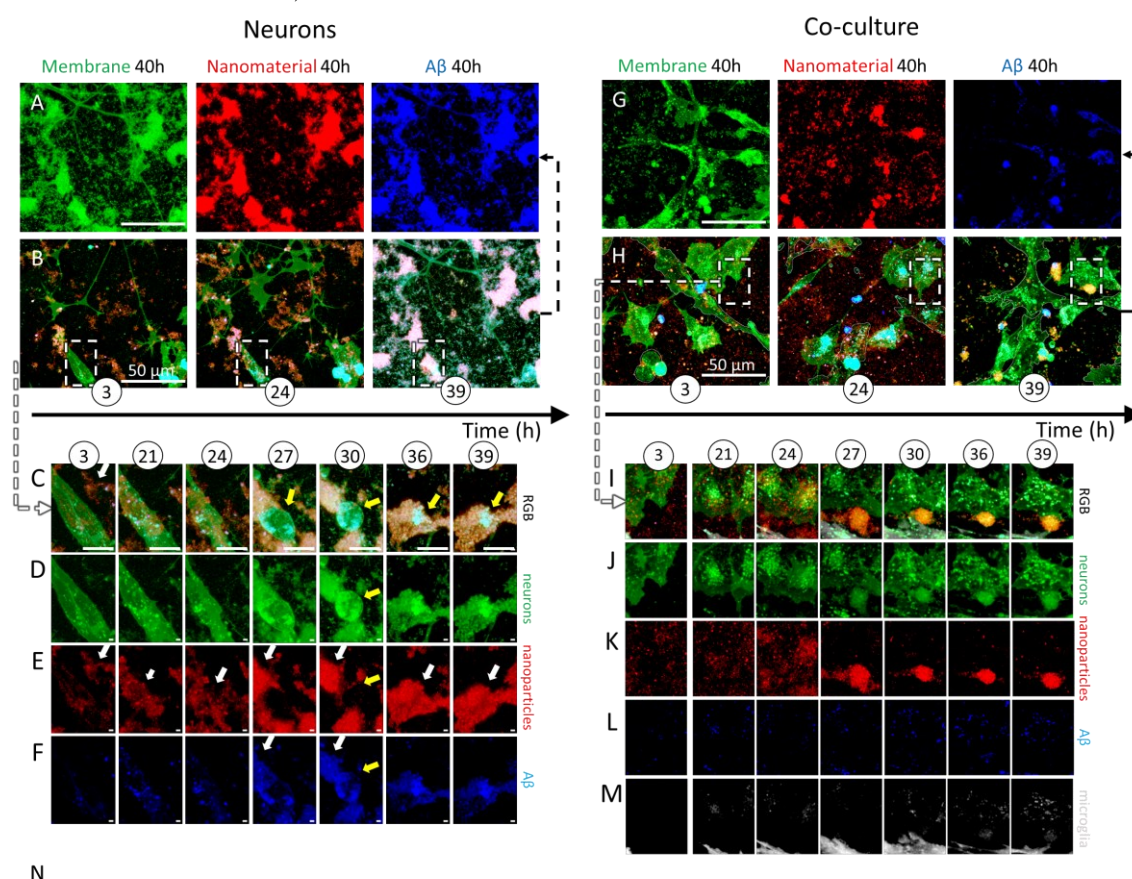 Neurons
Membrane 40h Nanomaterial 40h Aβ 40h
A
B
50 μm
3 24 39
Time (h)
3 21 24 27 30 36 39
C RGB
D neurons
E nanoparticles
F Aβ
N
Co-culture
Membrane 40h Nanomaterial 40h Aβ 40h
G
H
50 μm
3 24 39
Time (h)
3 21 24 27 30 36 39
I RGB
J neurons
K nanoparticles
L Aβ
M microglia